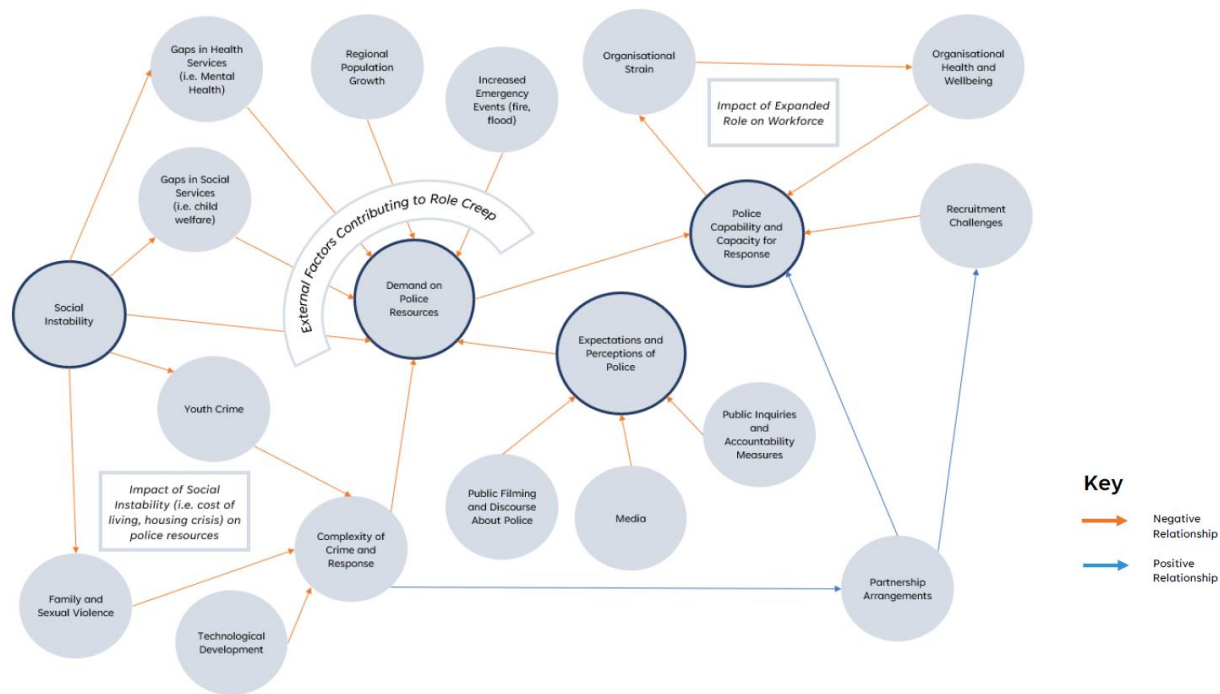 Gaps in Health
Services
(i.e. Mental
Health)
Regional
Population
Growth
Increased
Emergency
Events (fire,
flood)
Organisational
Strain
Organisational
Health and
Wellbeing
Impact of Expanded
Role on Workforce
Gaps in Social
Services
(i.e. child
welfare)
External Factors Contributing to Role Creep
Police
Capability and
Capacity for
Response
Recruitment
Challenges
Social
Instability
Demand on
Police
Resources
Expectations and
Perceptions of
Police
Youth Crime
Public Inquiries
and
Accountability
Measures
Impact of Social
Instability (i.e. cost of
living, housing crisis) on
police resources
Public Filming
and Discourse
About Police
Media
Complexity of
Crime and
Response
Family and
Sexual Violence
Technological
Development
Partnership
Arrangements
Key
Negative
Relationship
Positive
Relationship